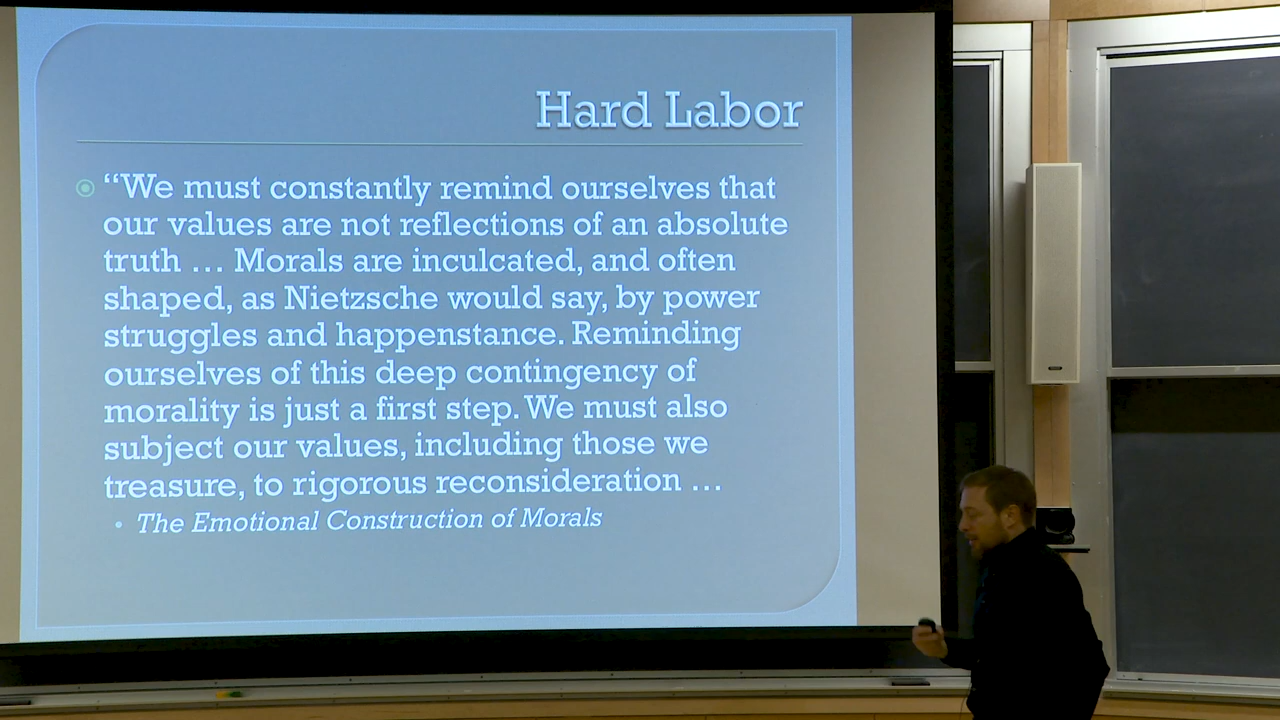 Hard Labor
“We must constantly remind ourselves that
our values are not reflections of an absolute
truth … Morals are inculcated, and often
shaped, as Nietzsche would say, by power
struggles and happenstance. Reminding
ourselves of this deep contingency of
morality is just a first step. We must also
subject our values, including those we
treasure, to rigorous reconsideration …
The Emotional Construction of Morals